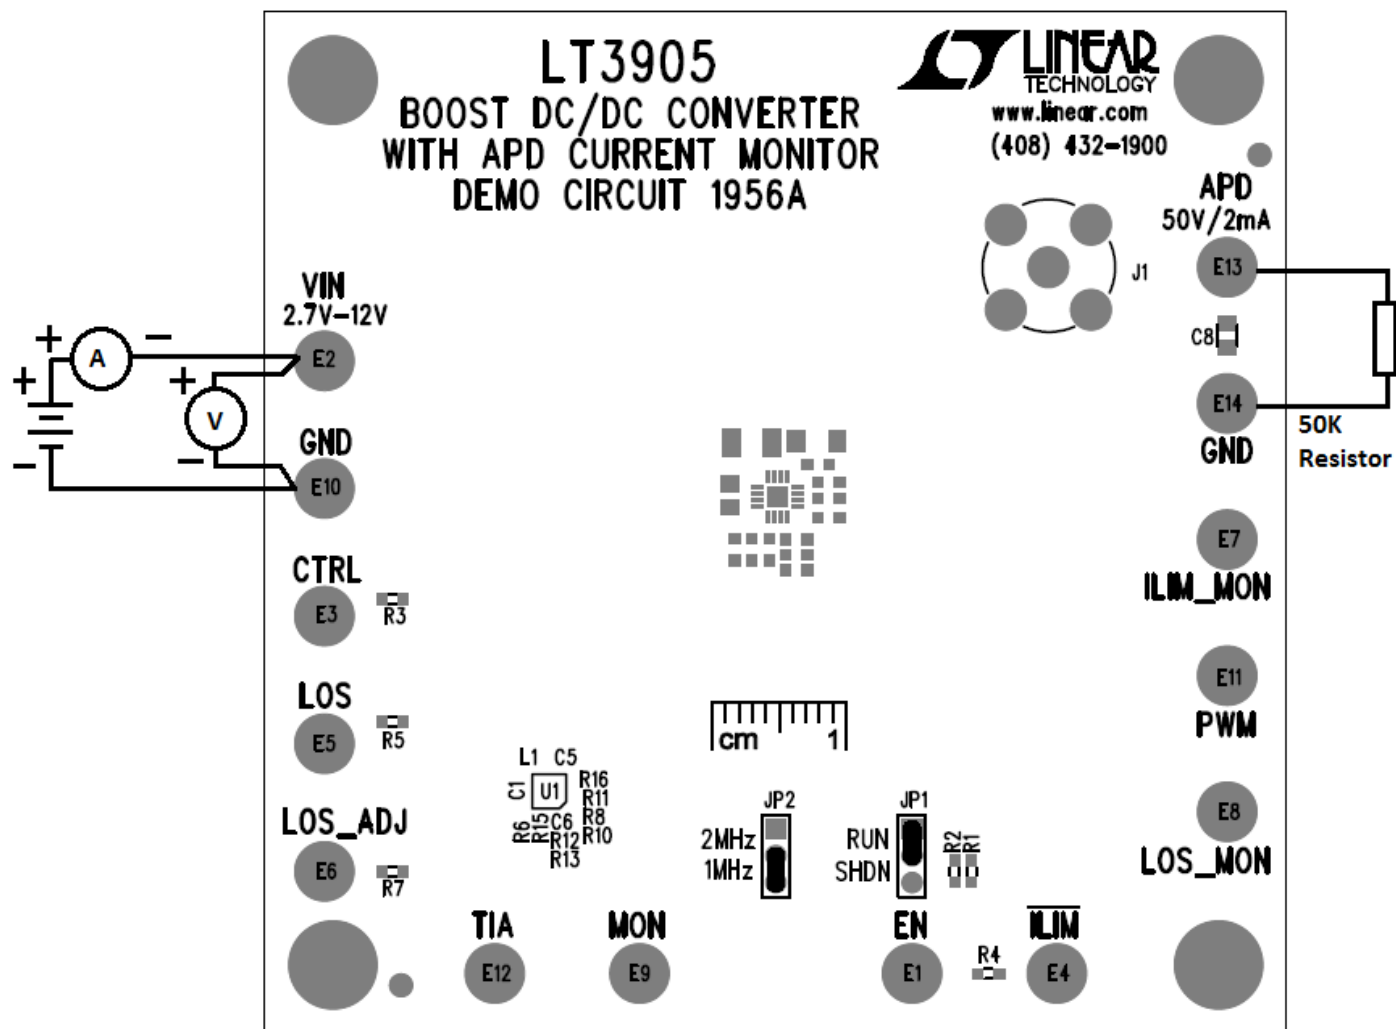 LT3905
BOOST DC/DC CONVERTER
WITH APD CURRENT MONITOR
DEMO CIRCUIT 1956A
LINEAR
TECHNOLOGY
www.linear.com
(408) 432-1900
APD
50V/2mA
E13
J1
C8
E14
GND
50K
Resistor
VIN
2.7V-12V
+
A
-
E2
+
+
V
-
-
GND
E10
CTRL
E3
R3
LOS
E5
R5
LOS_ADJ
E6
R7
E7
ILIM_MON
E11
PWM
E8
LOS_MON
cm 1
L1 C5
C1
U1
R16
R11
R8
R10
R6
R15
C6
R12
R13
JP2
2MHz
1MHz
JP1
RUN
SHDN
R2
R1
TIA
E12
MON
E9
EN
E1
R4
ILIM
E4